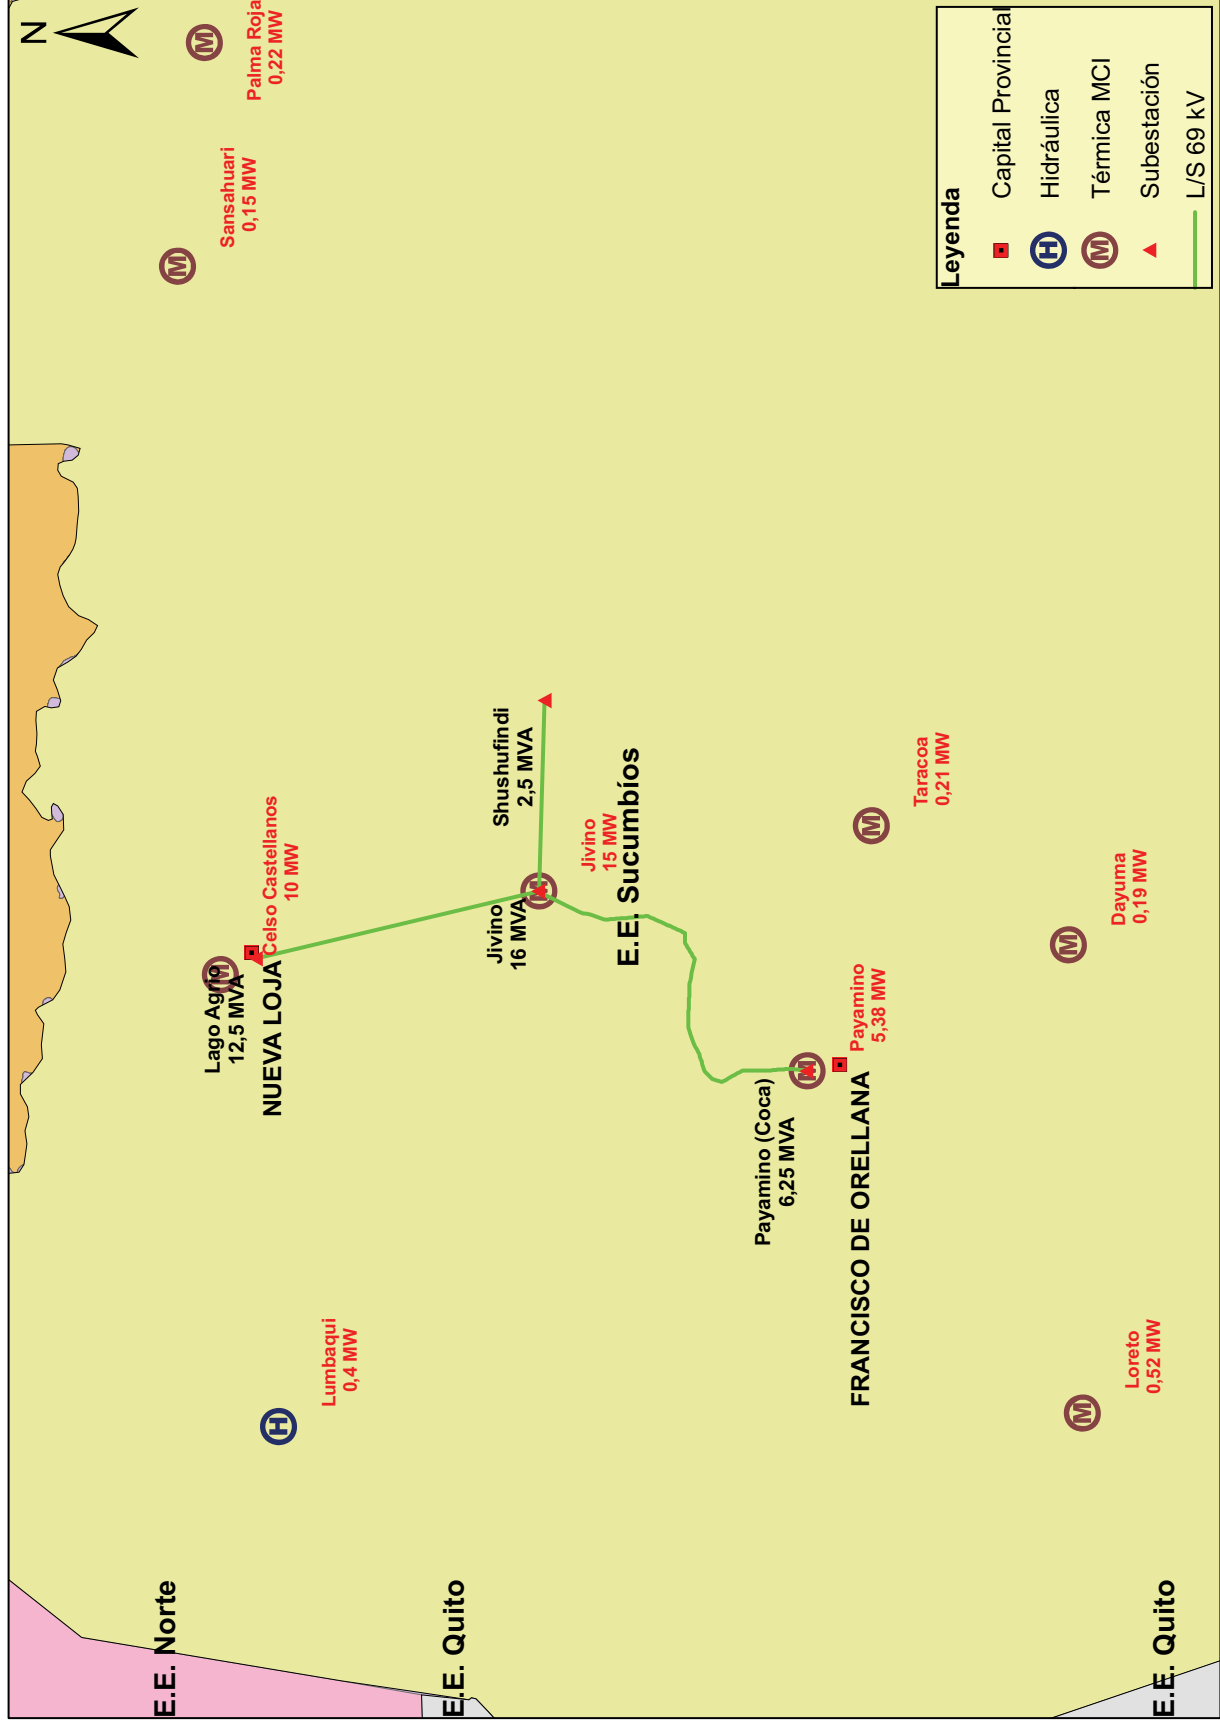 N
Palma Roja
0,22 MW
Sansahuari
0,15 MW
Celso Castellanos
10 MW
Lago Agrio
12,5 MVA
NUEVA LOJA
Lumbaqui
0,4 MW
E.E. Norte
Shushufindi
2,5 MVA
Jivino
16 MVA
Jivino
15 MW
E.E. Sucumbíos
E.E. Quito
Payamino (Coca)
6,25 MVA
Payamino
5,38 MW
FRANCISCO DE ORELLANA
Taracoa
0,21 MW
Dayuma
0,19 MW
Loreto
0,52 MW
E.E. Quito
M
M
M
H
M
M
M
M
M
Leyenda
Capital Provincial
H Hidráulica
M Térmica MCI
Subestación
L/S 69 kV